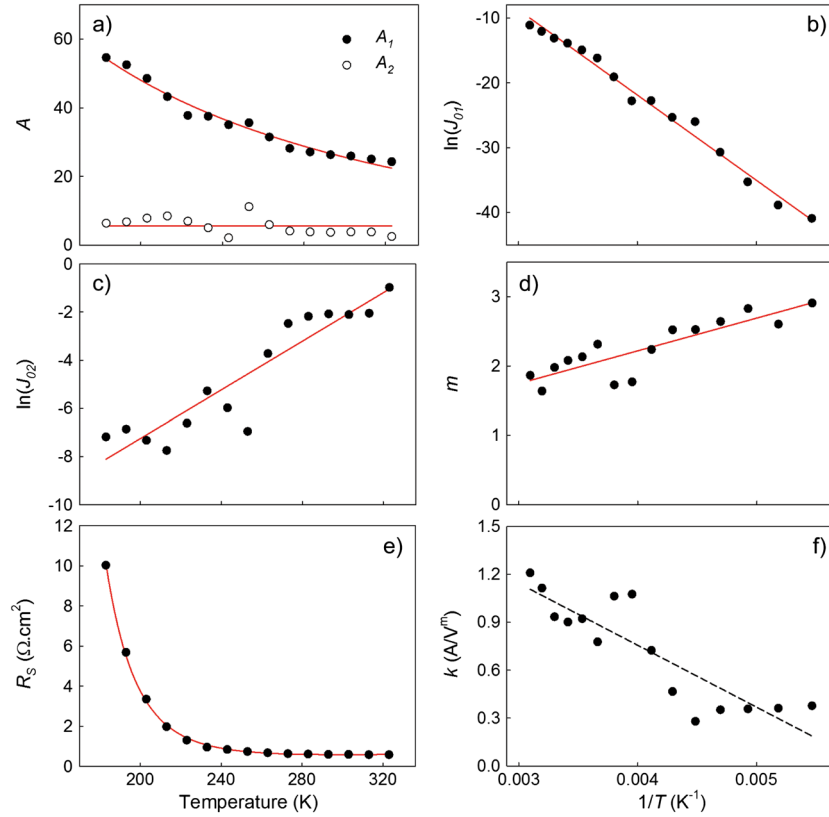 a)
A₁
A₂
60
40
20
0
A
b)
-10
-20
-30
-40
ln(J₀₁)
c)
0
-2
-4
-6
-8
-10
ln(J₀₂)
d)
3
2
1
0
m
e)
12
10
8
6
4
2
0
R_S (Ω.cm²)
200 240 280 320
Temperature (K)
f)
1.5
1.2
0.9
0.6
0.3
0.0
k (A/Vᵐ)
0.003 0.004 0.005
1/T (K⁻¹)